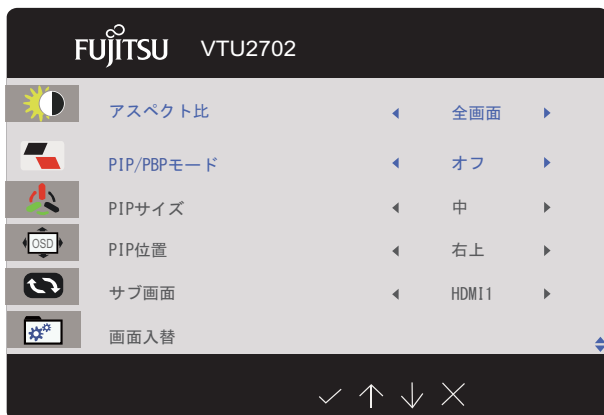 FUJITSU VTU2702
アスペクト比 全画面
PIP/PBPモード オフ
PIPサイズ 中
OSD PIP位置 右上
サブ画面 HDMI1
画面入替